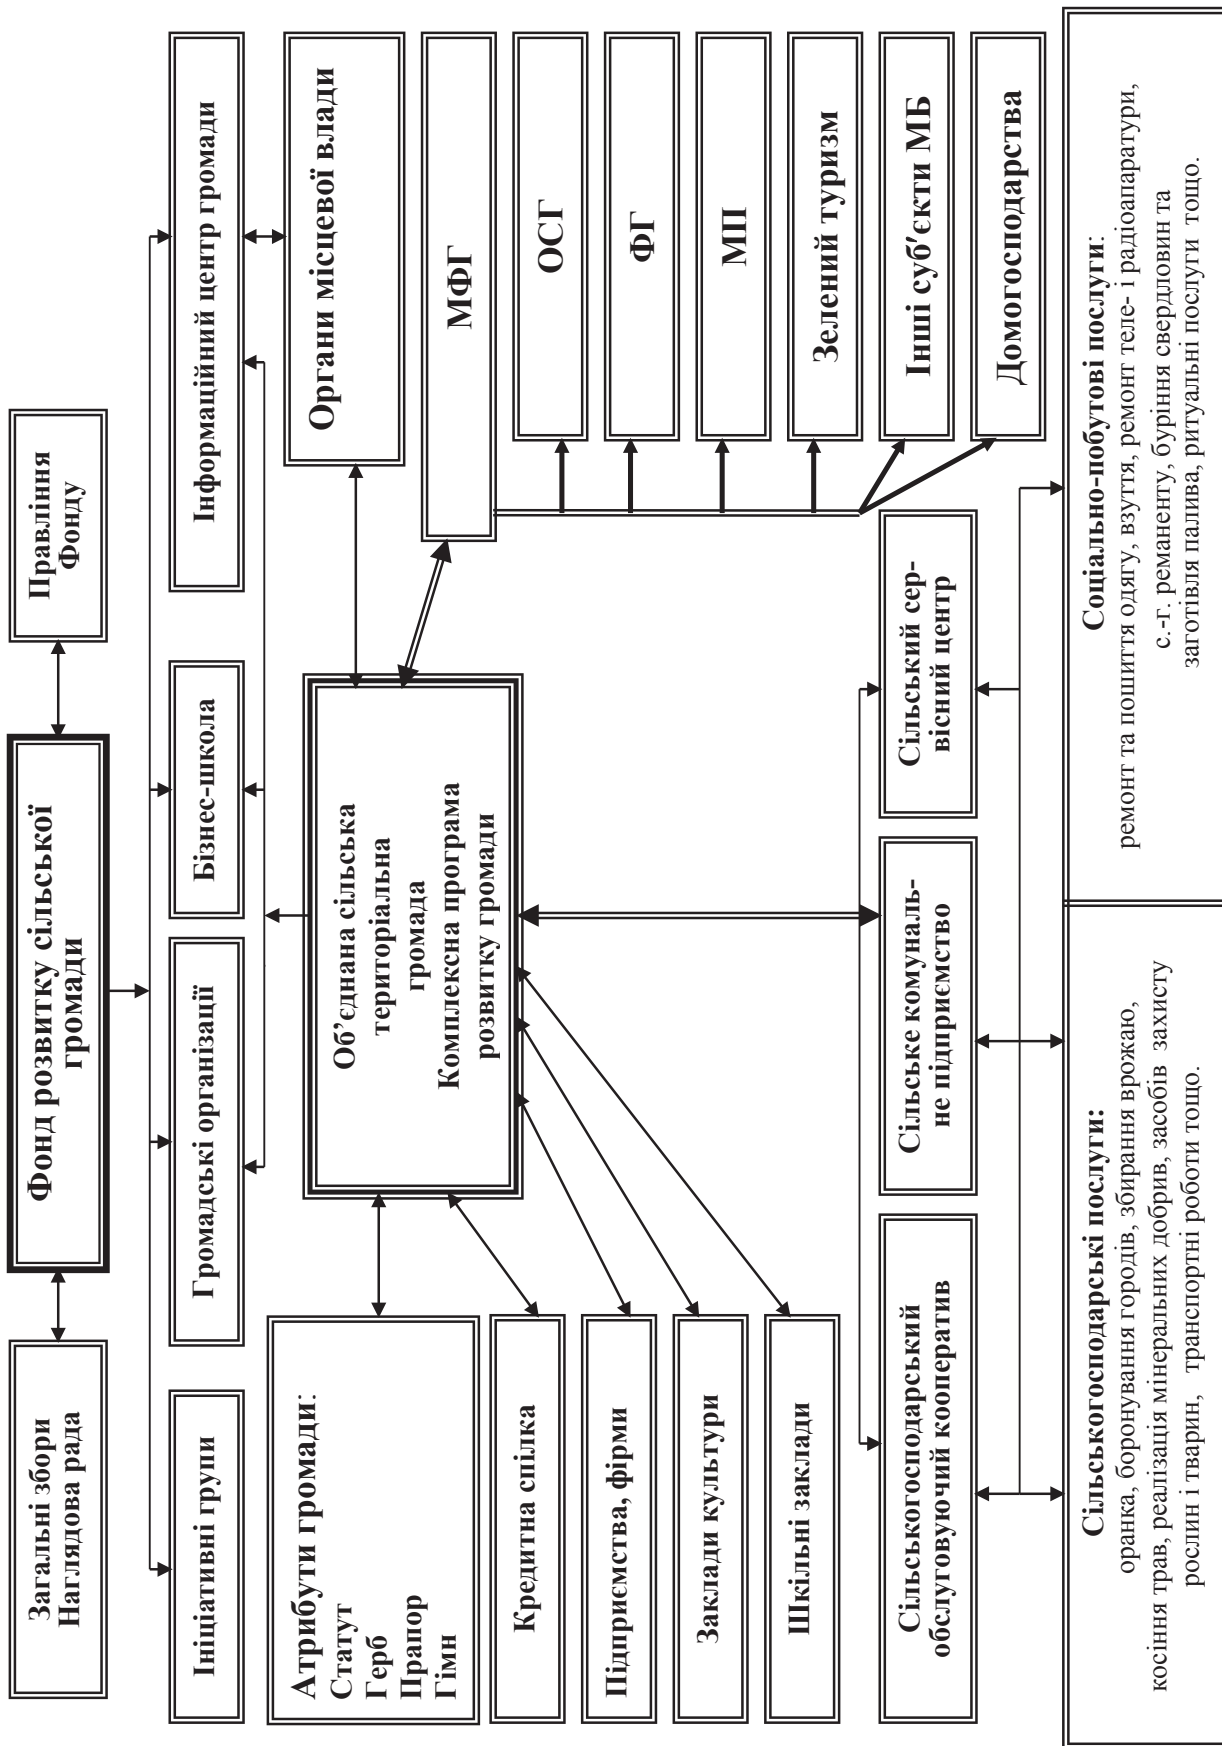 Загальні збори
Наглядова рада
Фонд розвитку сільської
громади
Правління
Фонду
Ініціативні групи
Громадські організації
Бізнес-школа
Інформаційний центр громади
Атрибути громади:
Статут
Герб
Прапор
Гімн
Об’єднана сільська
територіальна
громада
Комплексна програма
розвитку громади
Органи місцевої влади
Кредитна спілка
Підприємства, фірми
Заклади культури
Шкільні заклади
МФГ
ОСГ
ФГ
МП
Зелений туризм
Інші суб′єкти МБ
Домогосподарства
Сільськогосподарський
обслуговуючий кооператив
Сільське комуналь-
не підприємство
Сільський сер-
вісний центр
Сільськогосподарські послуги:
оранка, боронування городів, збирання врожаю,
косіння трав, реалізація мінеральних добрив, засобів захисту
рослин і тварин, транспортні роботи тощо.
Соціально-побутові послуги:
ремонт та пошиття одягу, взуття, ремонт теле- і радіоапаратури,
с.-г. реманенту, буріння свердловин та
заготівля палива, ритуальні послуги тощо.